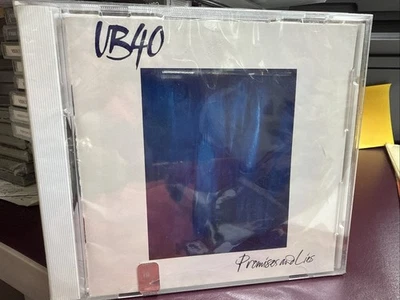 UB40
Promises and Lies